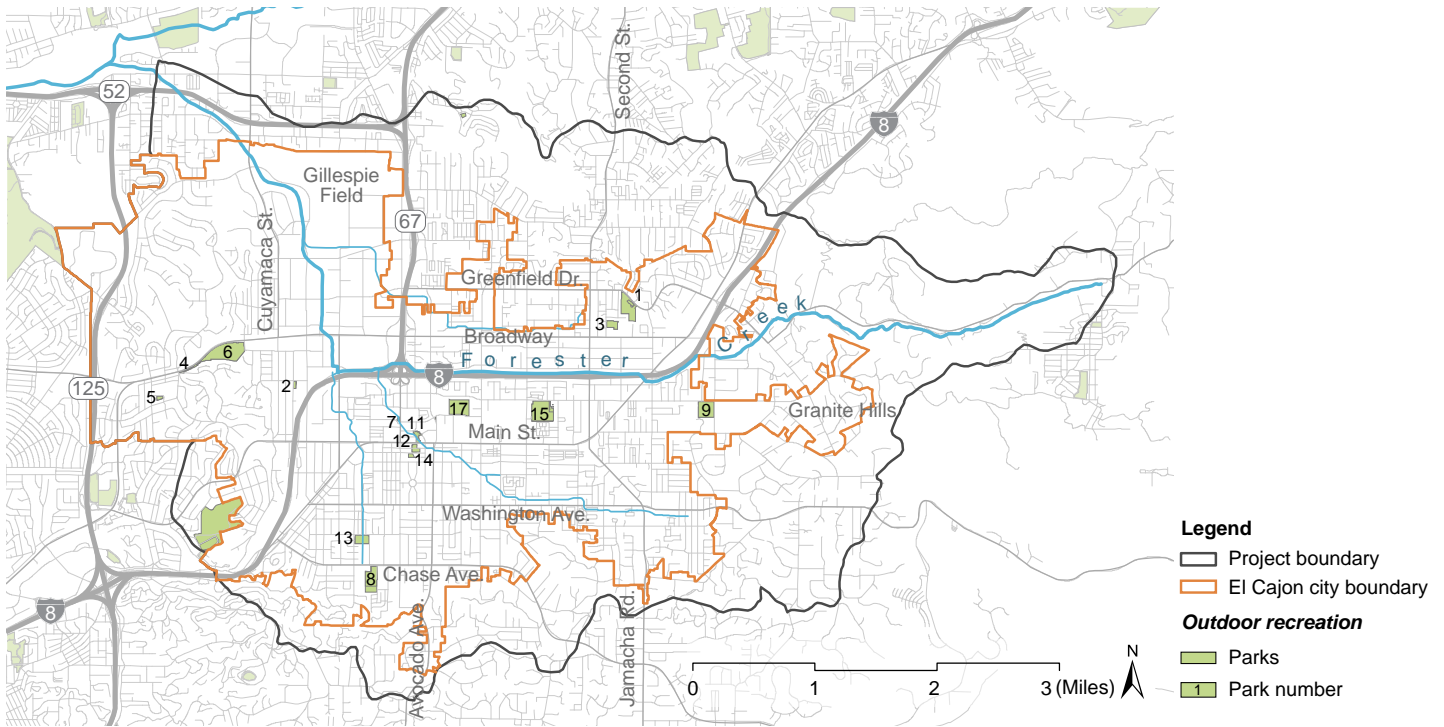 52
Second St.
8
Gillespie
Field
67
Cuyamaca St.
Greenfield Dr.
1
3
Broadway
Forester
Creek
4
6
8
125
5
2
17
15
9
Granite Hills
7
11
Main St.
12
14
Washington Ave.
13
8
Chase Ave.
8
Avocado Ave.
Jamacha Rd.
0
1
2
3 (Miles)
N
Legend
Project boundary
El Cajon city boundary
Outdoor recreation
Parks
1
Park number